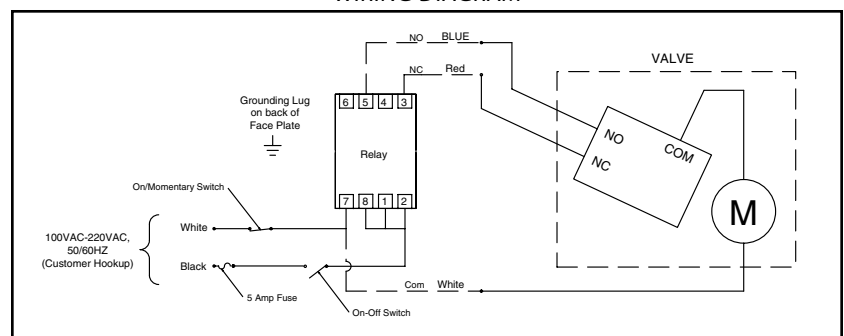 WIRING DIAGRAM
NO BLUE
NC Red
VALVE
Grounding Lug
on back of
Face Plate
6 5 4 3
Relay
7 8 1 2
NO
NC
COM
M
On/Momentary Switch
White
100VAC-220VAC,
50/60HZ
(Customer Hookup)
Black
5 Amp Fuse
On-Off Switch
Com White